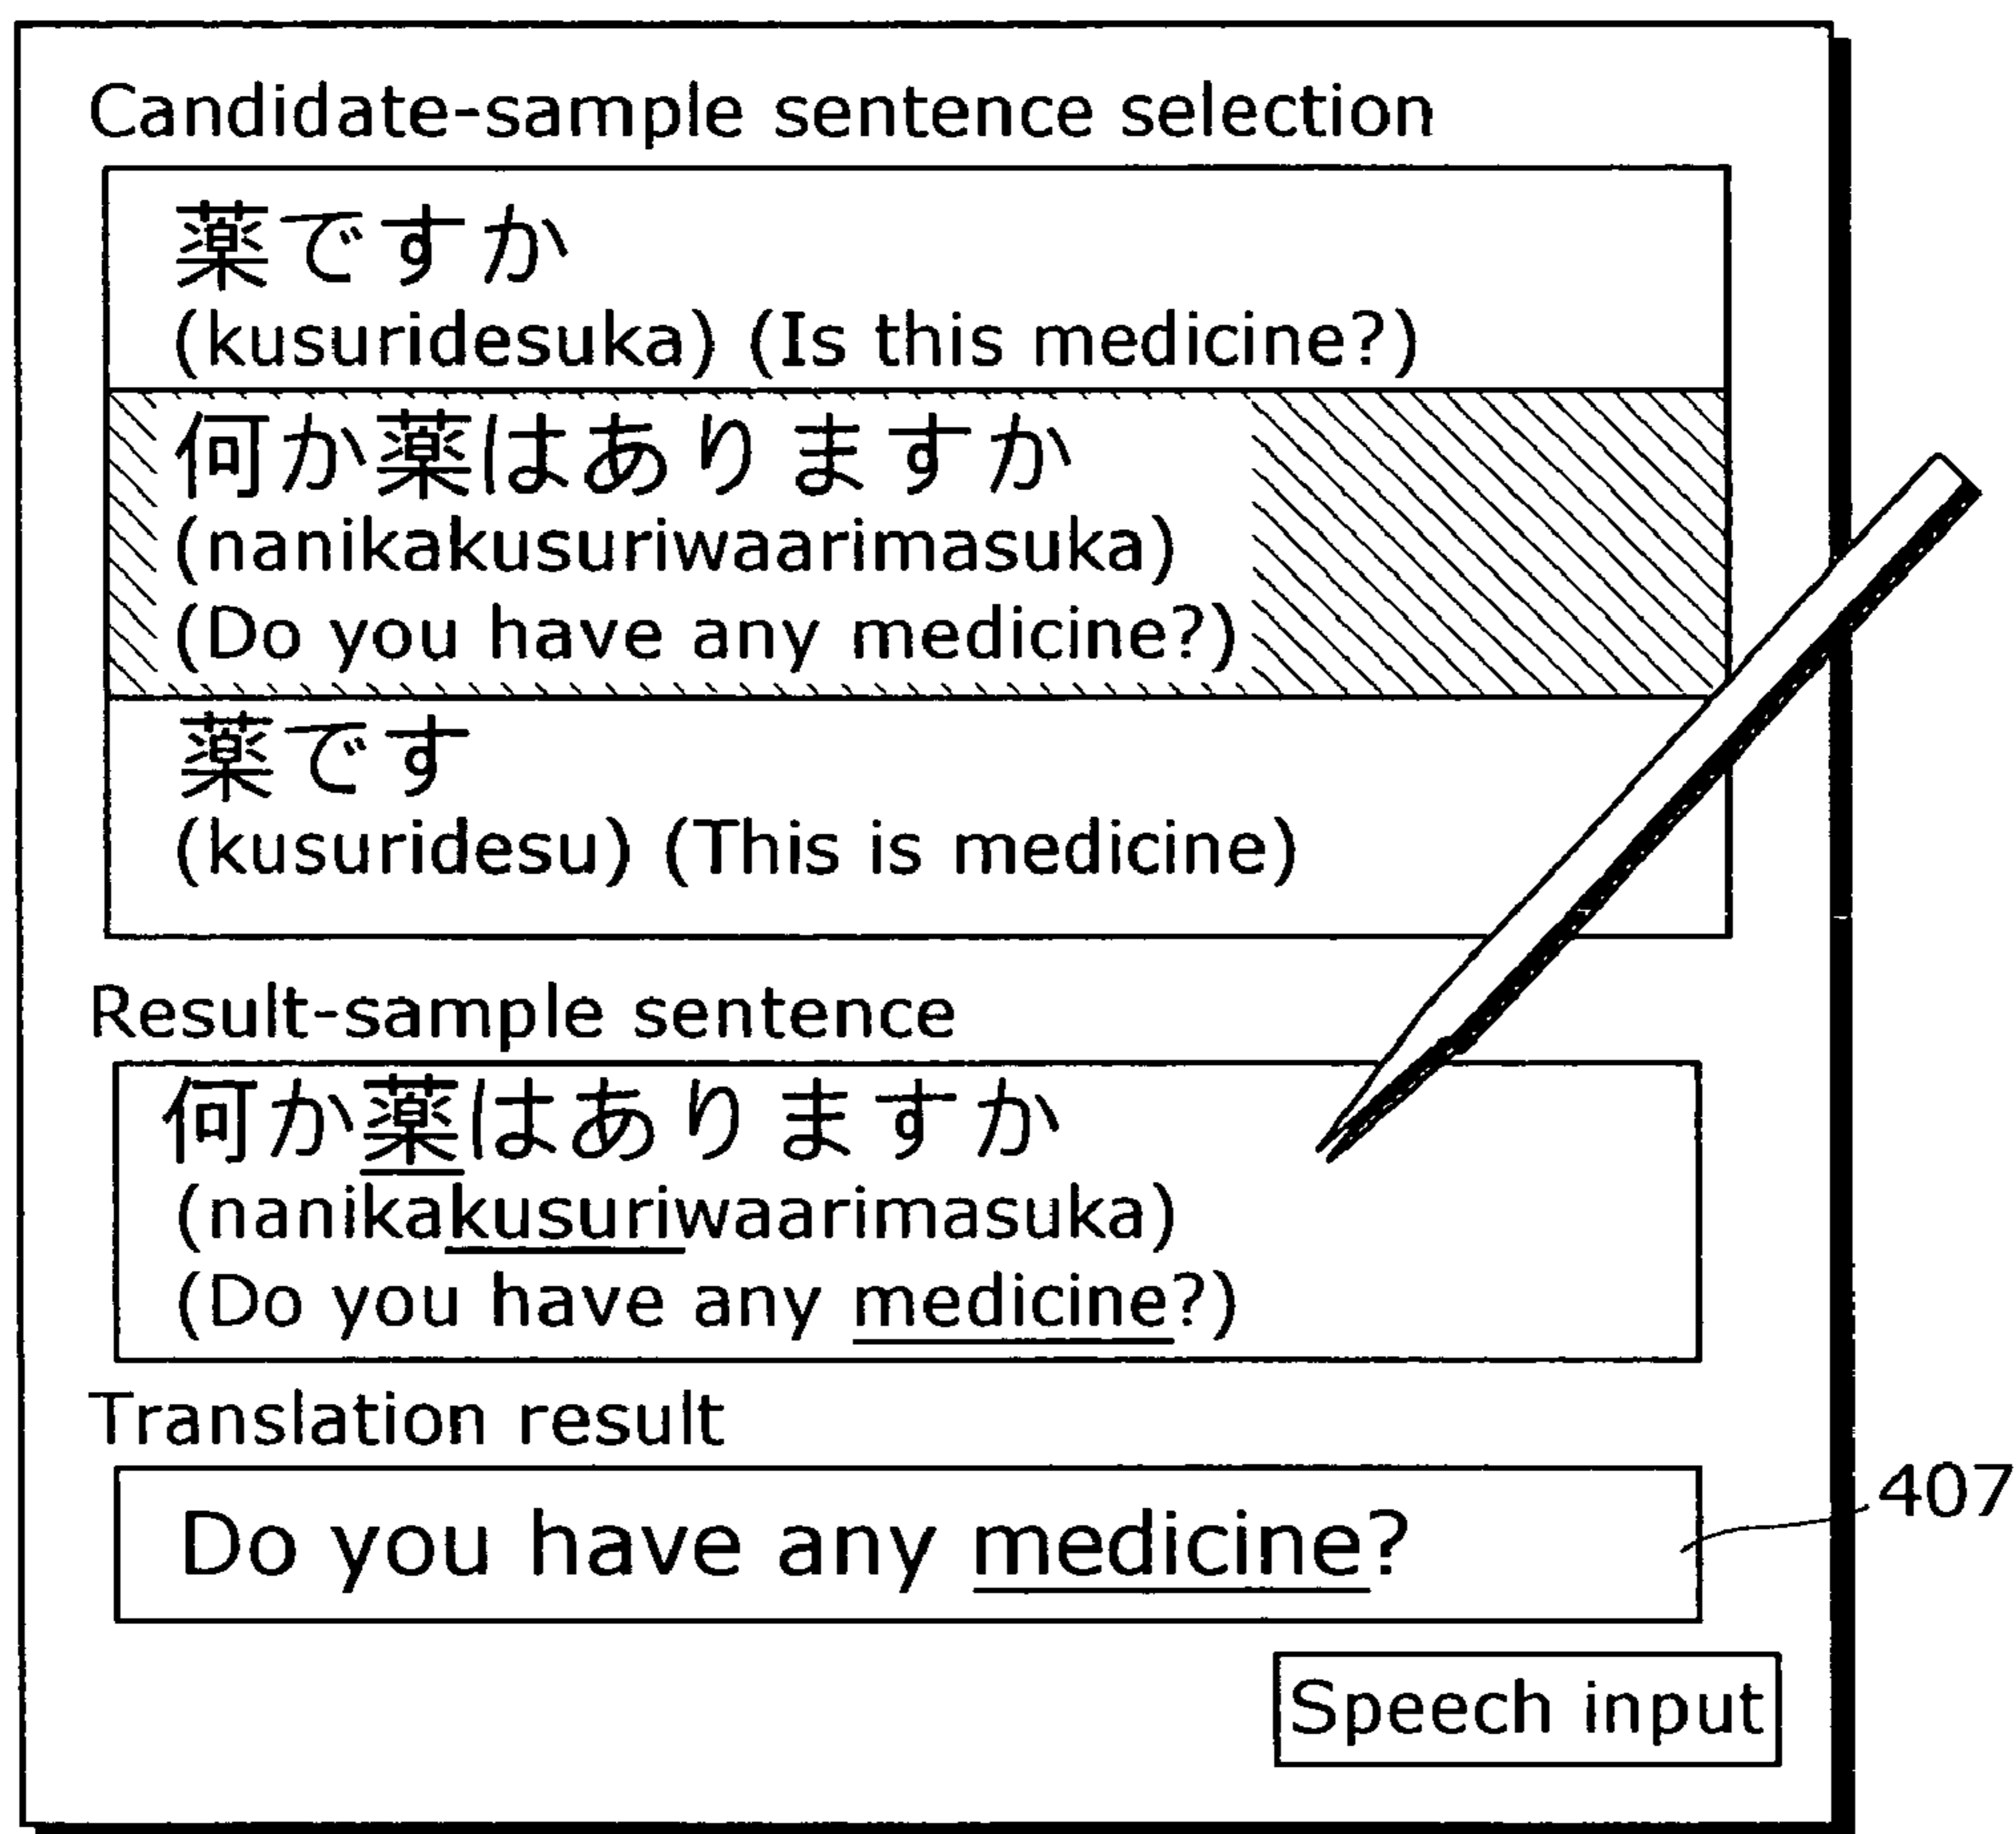 Candidate-sample sentence selection
薬ですか
(kusuridesuka) (Is this medicine?)
何か薬はありますか
(nanikakusuriwaarimasuka)
(Do you have any medicine?)
薬です
(kusuridesu) (This is medicine)
Result-sample sentence
何か薬はありますか
(nanikakusuriwaarimasuka)
(Do you have any medicine?)
Translation result
Do you have any medicine?
407
Speech input